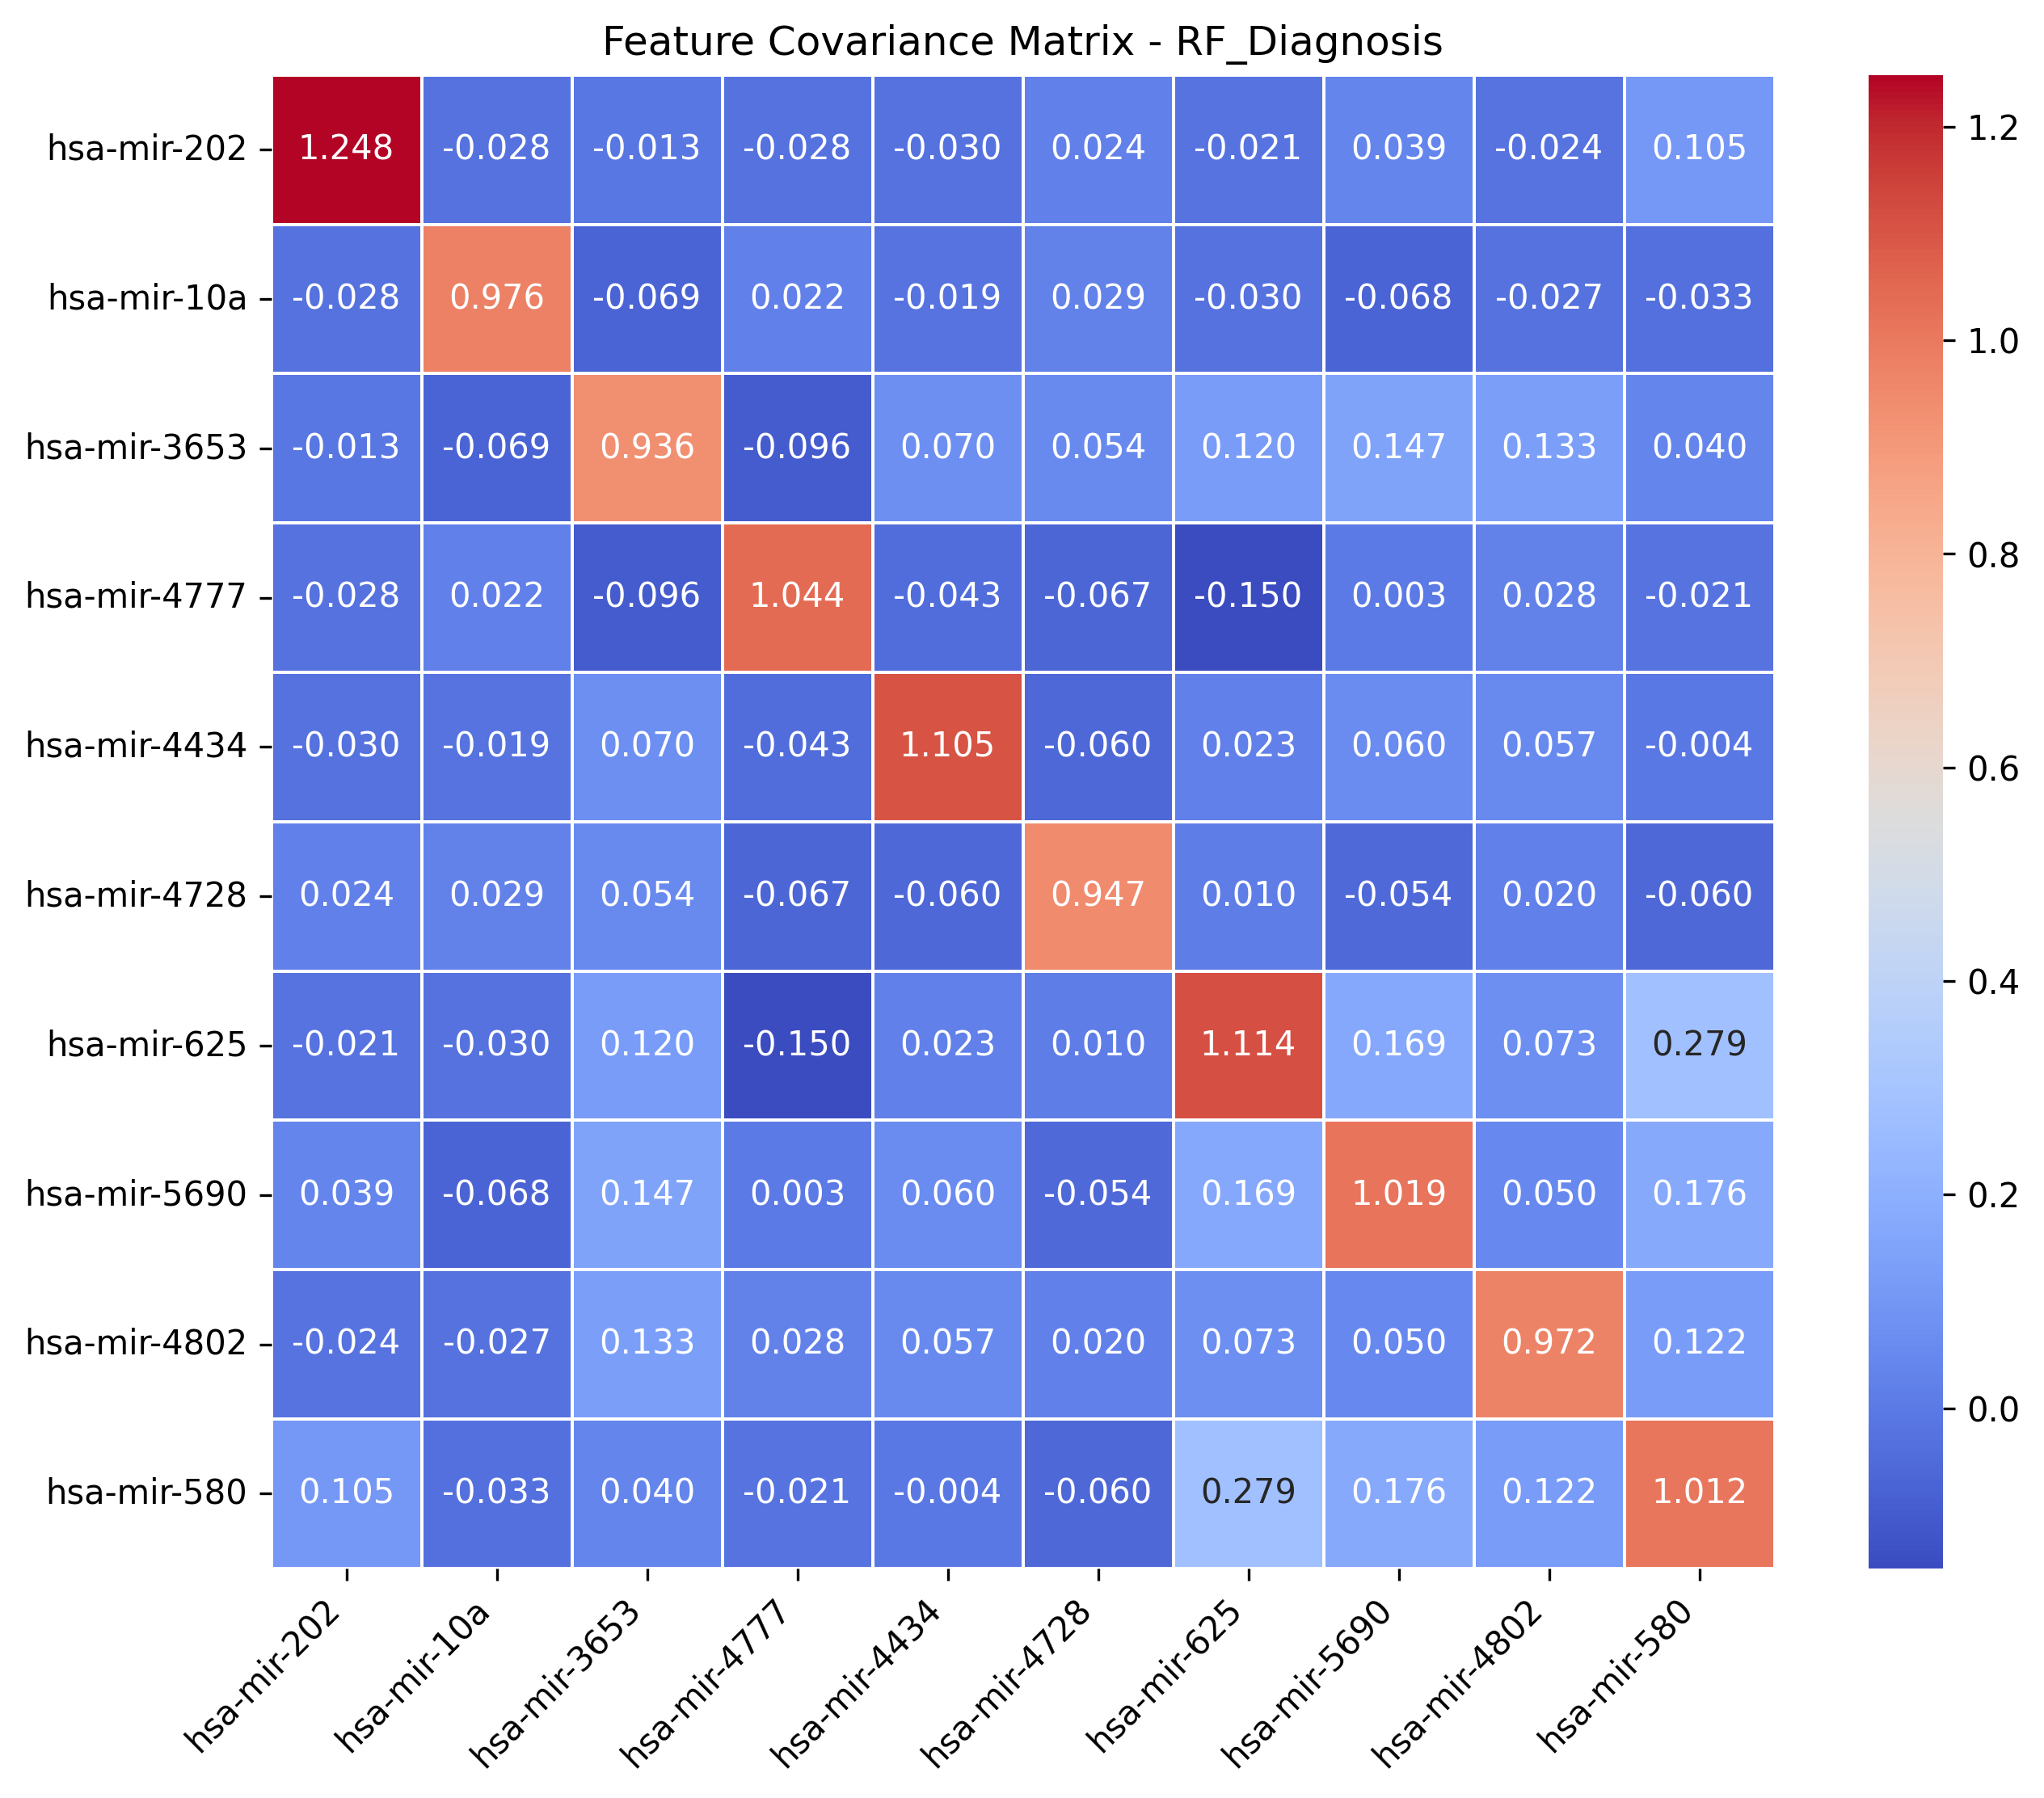 Feature Covariance Matrix - RF_Diagnosis
hsa-mir-202 1.248 -0.028 -0.013 -0.028 -0.030 0.024 -0.021 0.039 -0.024 0.105
hsa-mir-10a -0.028 0.976 -0.069 0.022 -0.019 0.029 -0.030 -0.068 -0.027 -0.033
hsa-mir-3653 -0.013 -0.069 0.936 -0.096 0.070 0.054 0.120 0.147 0.133 0.040
hsa-mir-4777 -0.028 0.022 -0.096 1.044 -0.043 -0.067 -0.150 0.003 0.028 -0.021
hsa-mir-4434 -0.030 -0.019 0.070 -0.043 1.105 -0.060 0.023 0.060 0.057 -0.004
hsa-mir-4728 0.024 0.029 0.054 -0.067 -0.060 0.947 0.010 -0.054 0.020 -0.060
hsa-mir-625 -0.021 -0.030 0.120 -0.150 0.023 0.010 1.114 0.169 0.073 0.279
hsa-mir-5690 0.039 -0.068 0.147 0.003 0.060 -0.054 0.169 1.019 0.050 0.176
hsa-mir-4802 -0.024 -0.027 0.133 0.028 0.057 0.020 0.073 0.050 0.972 0.122
hsa-mir-580 0.105 -0.033 0.040 -0.021 -0.004 -0.060 0.279 0.176 0.122 1.012
hsa-mir-202 hsa-mir-10a hsa-mir-3653 hsa-mir-4777 hsa-mir-4434 hsa-mir-4728 hsa-mir-625 hsa-mir-5690 hsa-mir-4802 hsa-mir-580
1.2
1.0
0.8
0.6
0.4
0.2
0.0